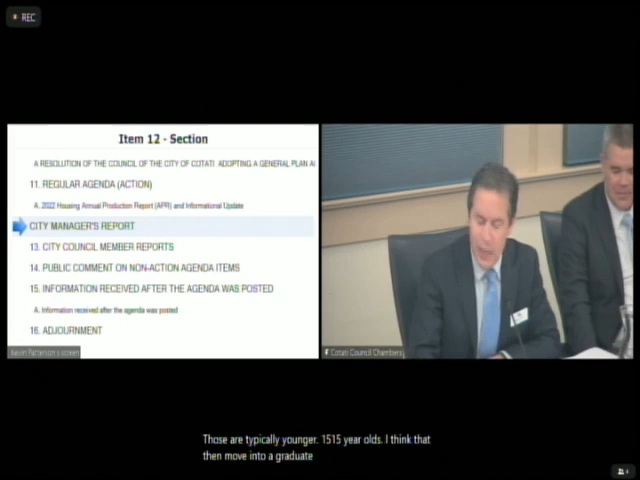 REC
Item 12 - Section
A RESOLUTION OF THE COUNCIL OF THE CITY OF COTATI ADOPTING A GENERAL PLAN A
11. REGULAR AGENDA (ACTION)
A. 2022 Housing Annual Production Report (APR) and Informational Update
CITY MANAGER'S REPORT
13. CITY COUNCIL MEMBER REPORTS
14. PUBLIC COMMENT ON NON-ACTION AGENDA ITEMS
15. INFORMATION RECEIVED AFTER THE AGENDA WAS POSTED
A. Information received after the agenda was posted
16. ADJOURNMENT
Kevin Patterson's screen
Cotati Council Chambers
Those are typically younger. 1515 year olds. I think that
then move into a graduate
4